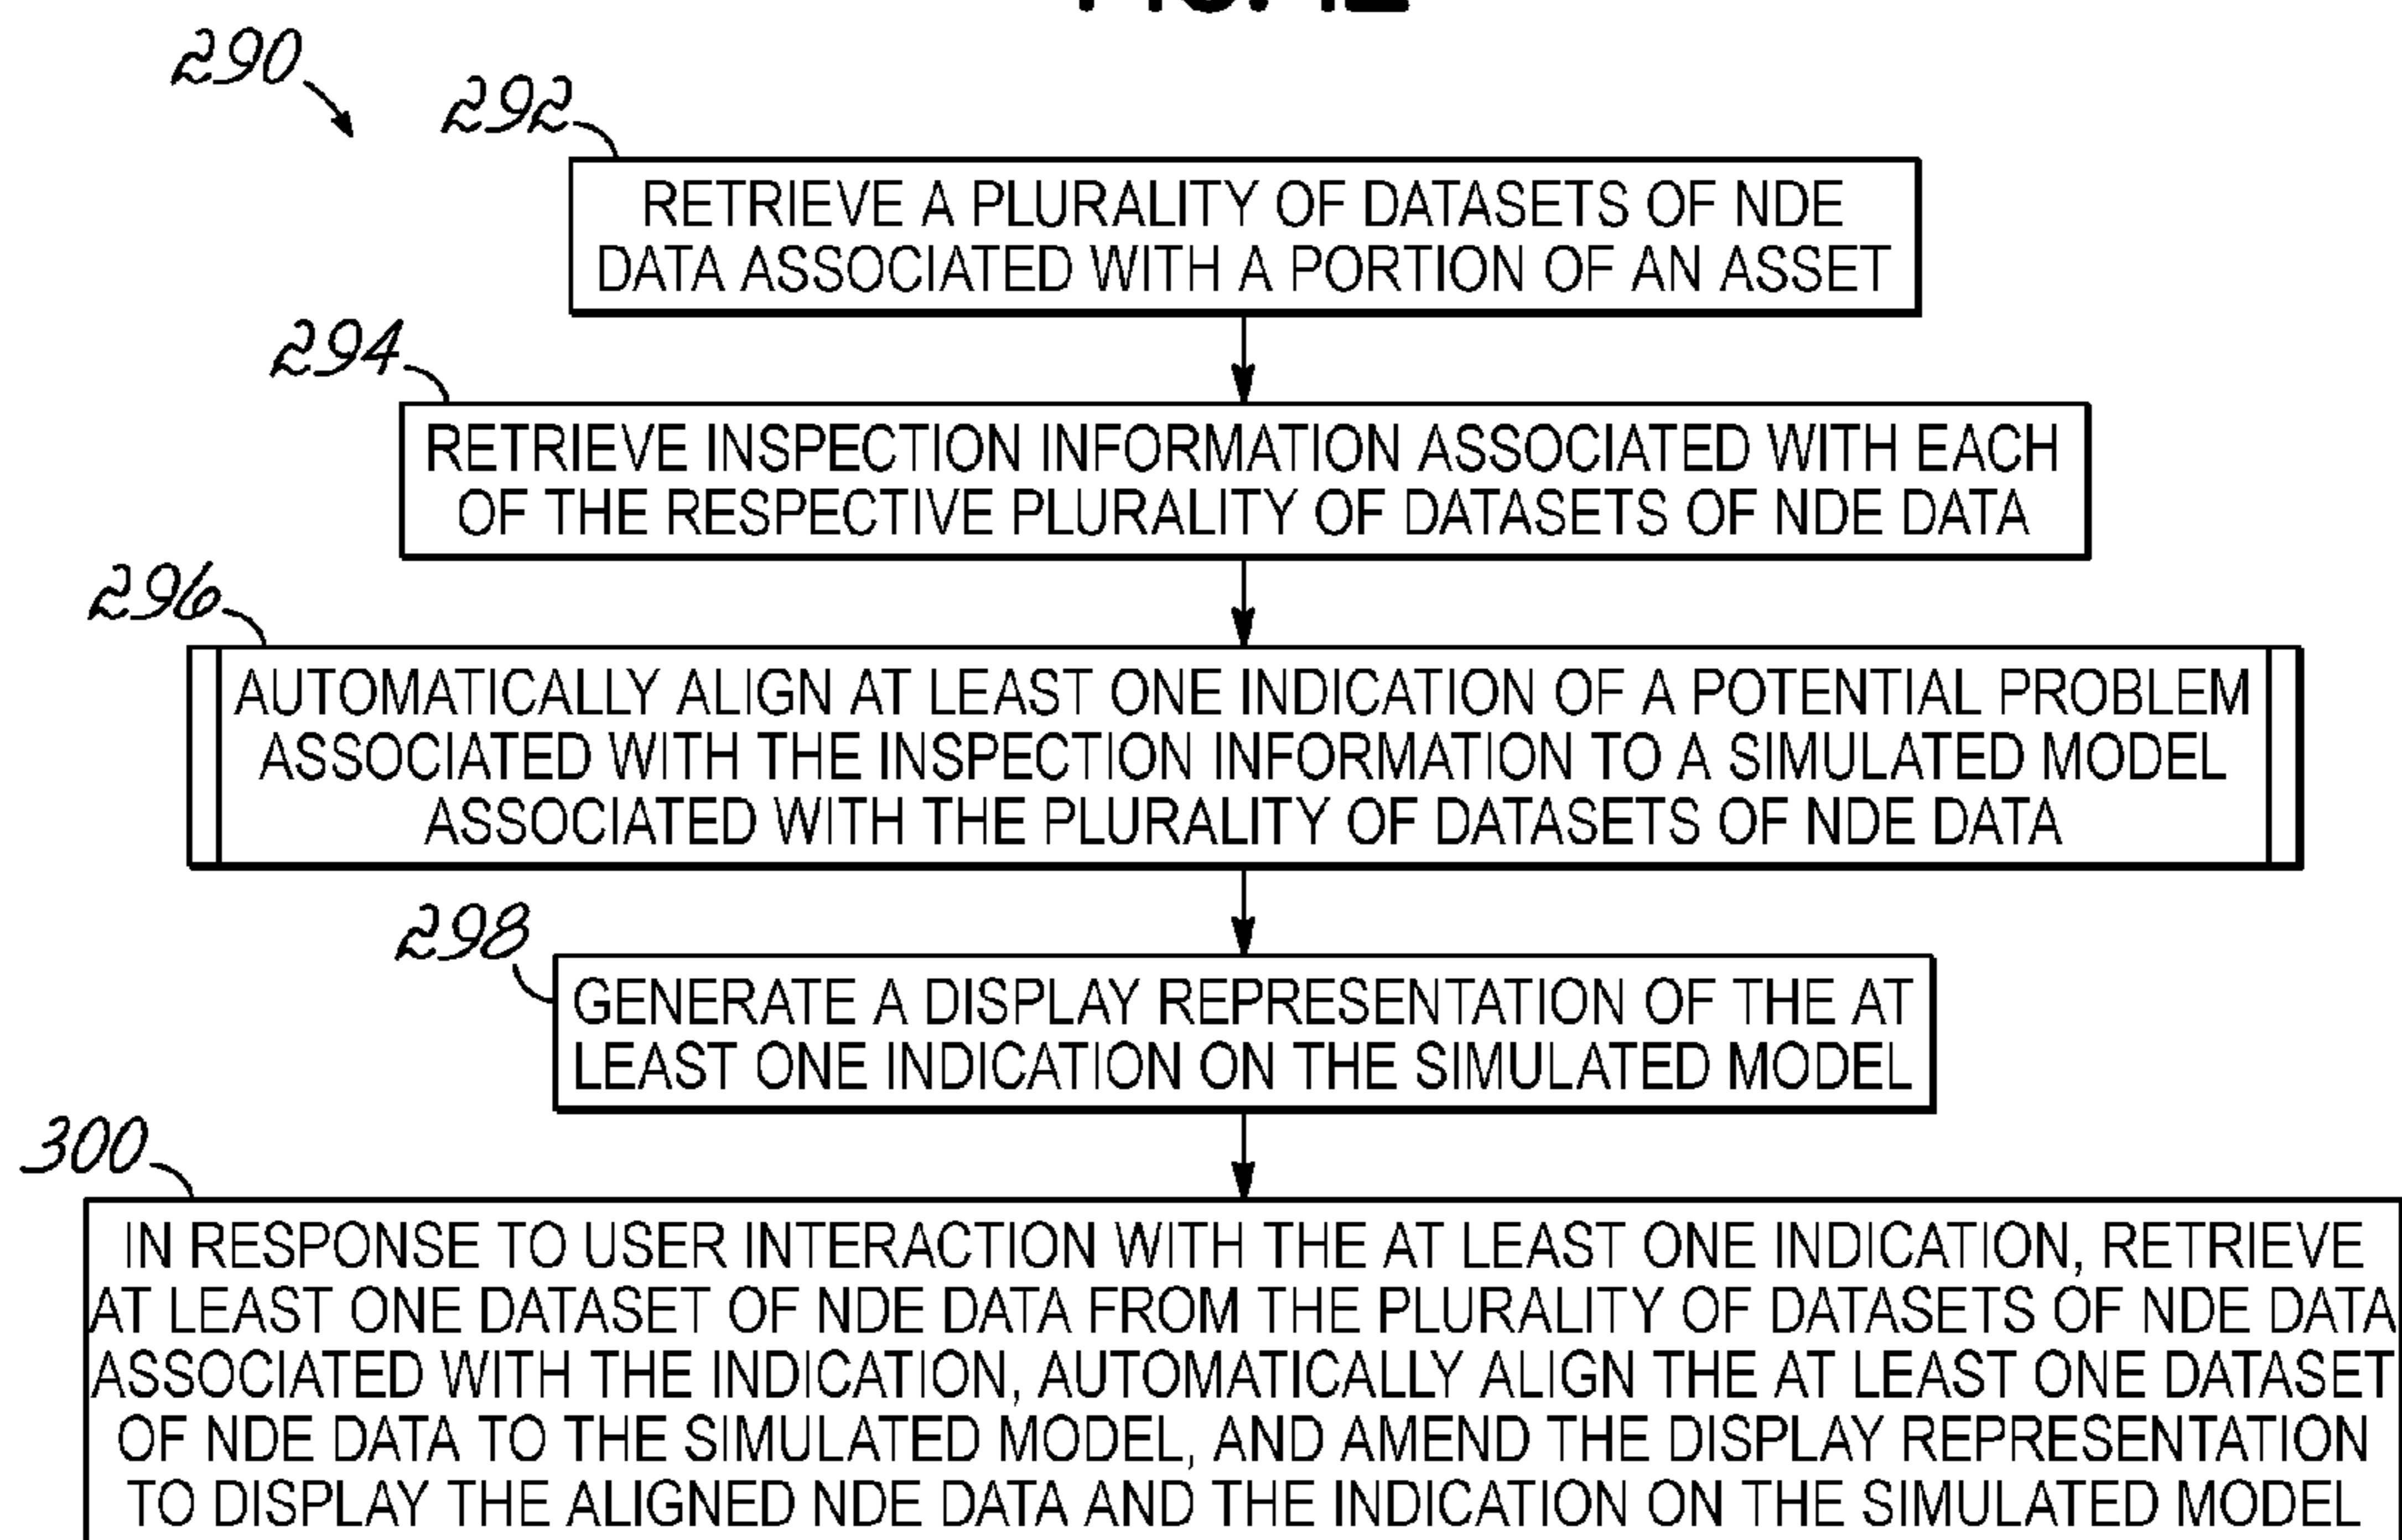 290
292
RETRIEVE A PLURALITY OF DATASETS OF NDE
DATA ASSOCIATED WITH A PORTION OF AN ASSET
294
RETRIEVE INSPECTION INFORMATION ASSOCIATED WITH EACH
OF THE RESPECTIVE PLURALITY OF DATASETS OF NDE DATA
296
AUTOMATICALLY ALIGN AT LEAST ONE INDICATION OF A POTENTIAL PROBLEM
ASSOCIATED WITH THE INSPECTION INFORMATION TO A SIMULATED MODEL
ASSOCIATED WITH THE PLURALITY OF DATASETS OF NDE DATA
298
GENERATE A DISPLAY REPRESENTATION OF THE AT
LEAST ONE INDICATION ON THE SIMULATED MODEL
300
IN RESPONSE TO USER INTERACTION WITH THE AT LEAST ONE INDICATION, RETRIEVE
AT LEAST ONE DATASET OF NDE DATA FROM THE PLURALITY OF DATASETS OF NDE DATA
ASSOCIATED WITH THE INDICATION, AUTOMATICALLY ALIGN THE AT LEAST ONE DATASET
OF NDE DATA TO THE SIMULATED MODEL, AND AMEND THE DISPLAY REPRESENTATION
TO DISPLAY THE ALIGNED NDE DATA AND THE INDICATION ON THE SIMULATED MODEL